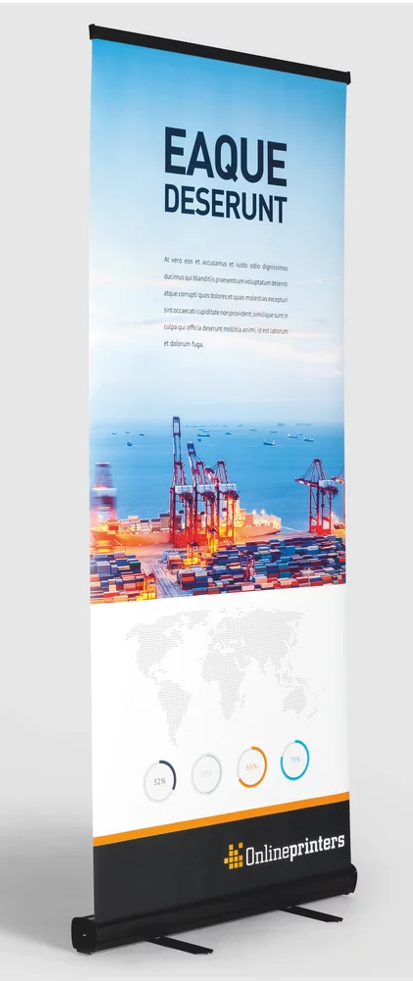 EAQUE
DESERUNT
At vero eos et accusamus et iusto odio dignissimos
ducimus qui blanditiis praesentium voluptatum deleniti
atque corrupti quos dolores et quas molestias excepturi
sint occaecati cupiditate non provident, similique sunt in
culpa qui officia deserunt mollitia animi, id est laborum
et dolorum fuga.
32% 65% 79%
Onlineprinters